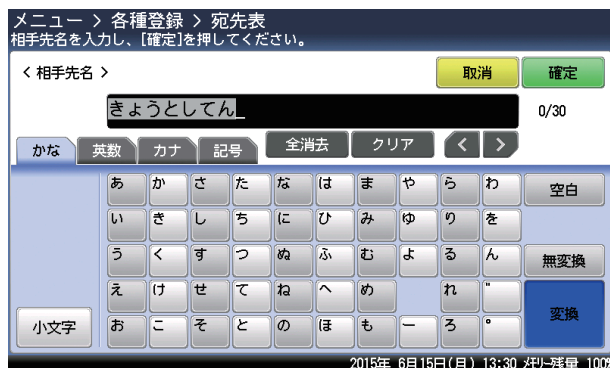 メニュー > 各種登録 > 宛先表
相手先名を入力し、[確定]を押してください。
< 相手先名 >
取消
確定
きょうとしてん
0/30
かな
英数
カナ
記号
全消去
クリア
<
>
あ か さ た な は ま や ら わ
空白
い き し ち に ひ み ゆ り を
う く す つ ぬ ふ む よ る ん
無変換
え け せ て ね へ め れ ゛
変換
小文字
お こ そ と の ほ も ー ろ ゜
2015年 6月15日(月) 13:30 メモリー残量 100%